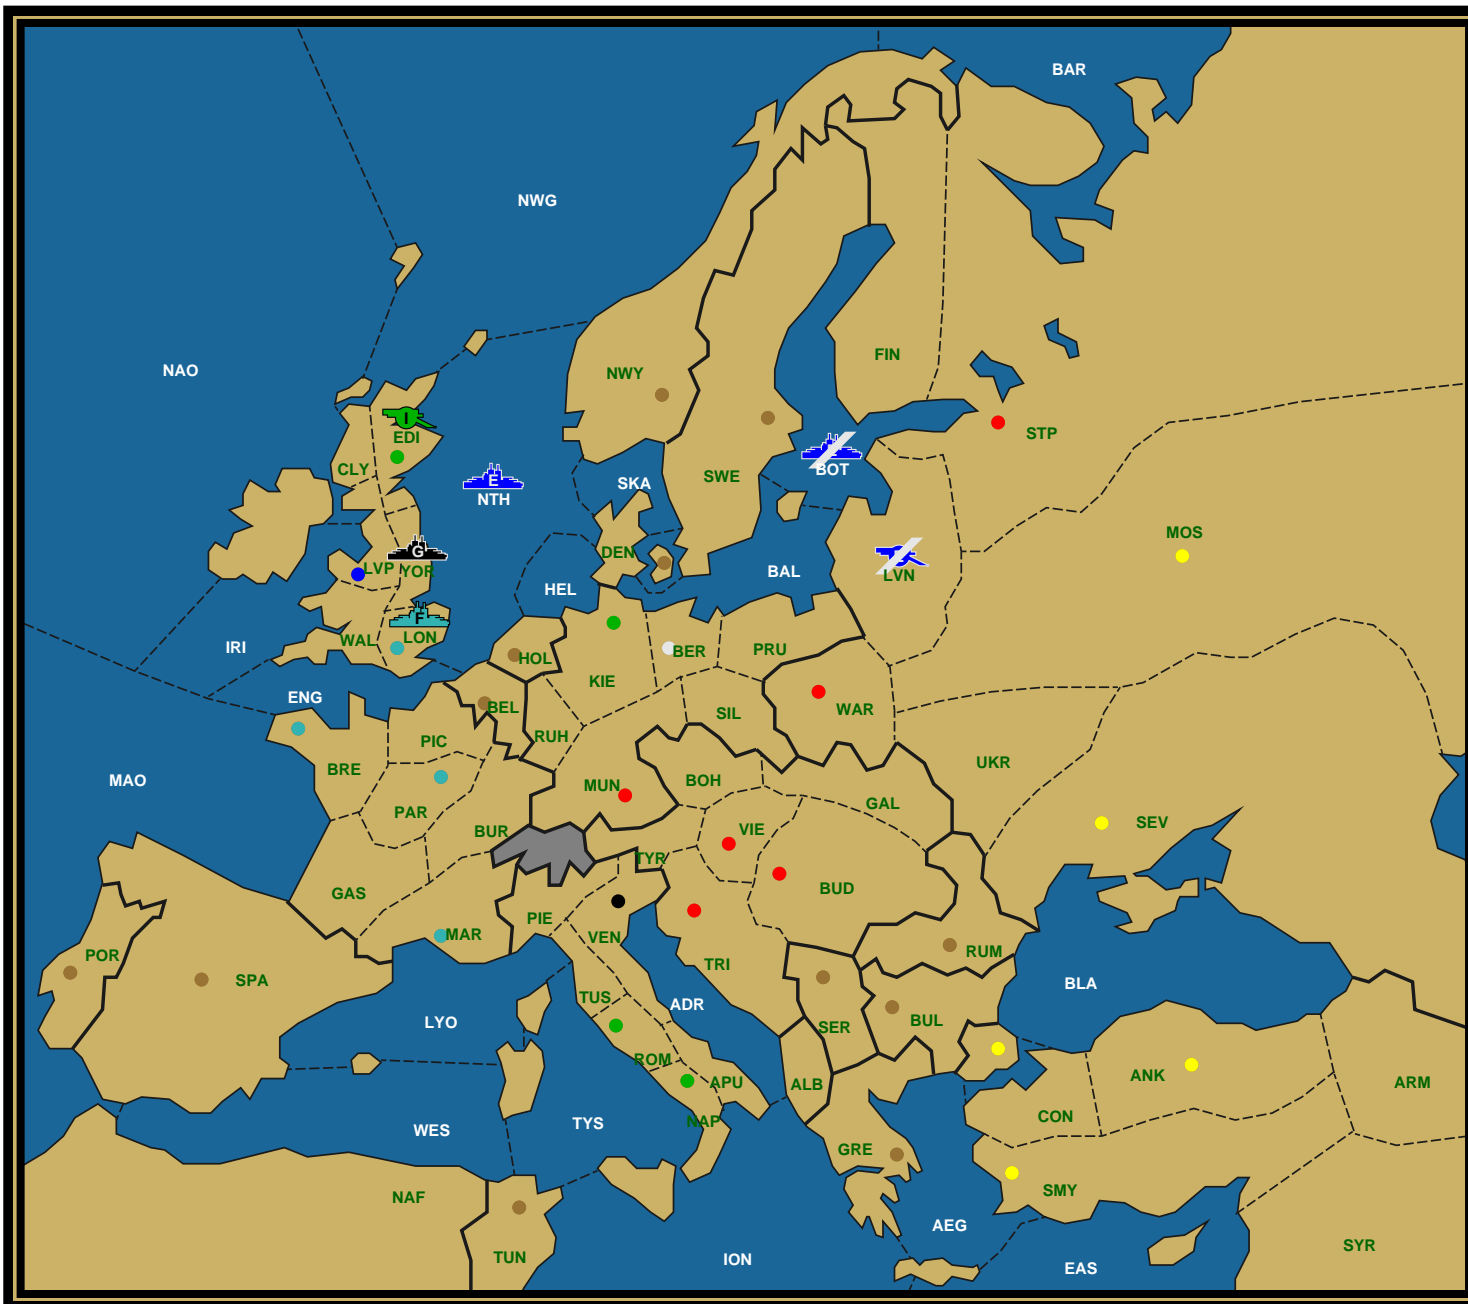 BAR
NWG
NAO
FIN
NWY
I
EDI
STP
CLY
SWE
BOT
SKA
E
NTH
MOS
G
DEN
LVP
YOR
BAL
LVN
HEL
F
LON
WAL
IRI
HOL
BER
PRU
KIE
ENG
BEL
SIL
WAR
PIC
RUH
BRE
UKR
MAO
MUN
BOH
PAR
GAL
BUR
VIE
SEV
TYR
BUD
GAS
PIE
VEN
MAR
POR
SPA
TRI
RUM
BLA
TUS
ADR
LYO
SER
BUL
ROM
APU
ALB
ANK
ARM
NAP
CON
WES
TYS
GRE
NAF
SMY
AEG
TUN
ION
EAS
SYR